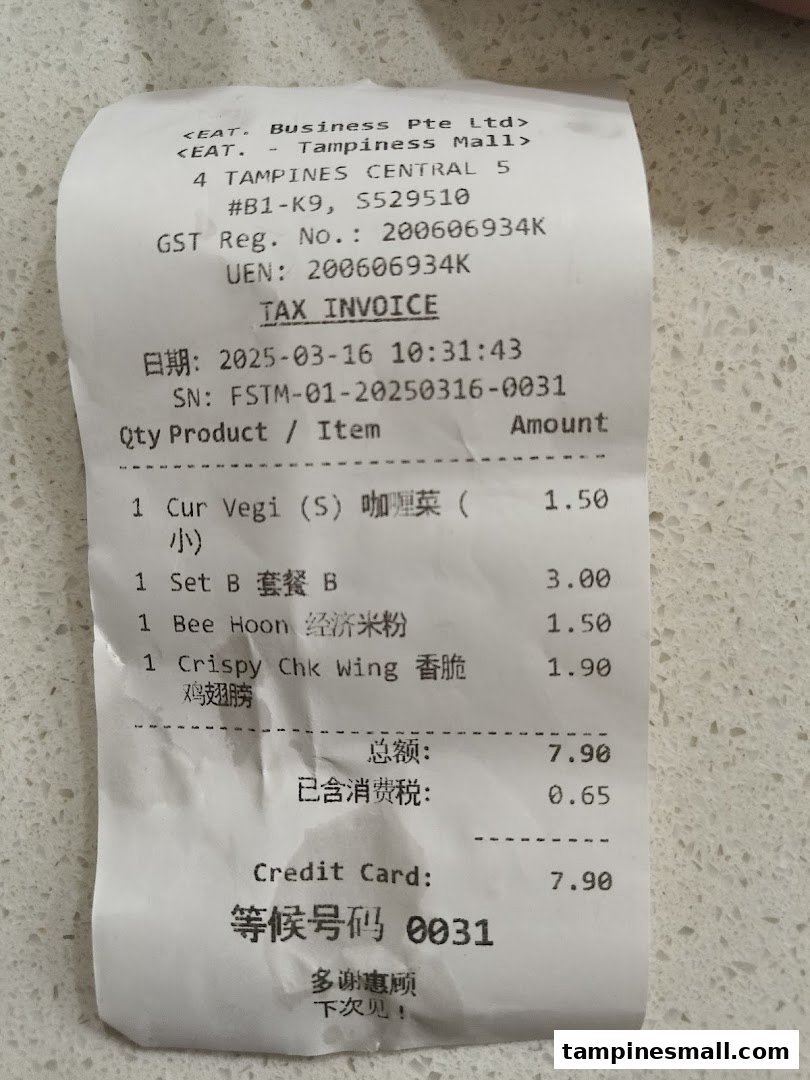 <EAT. Business Pte Ltd>
<EAT. - Tampiness Mall>
4 TAMPINES CENTRAL 5
#B1-K9, S529510
GST Reg. No.: 200606934K
UEN: 200606934K
TAX INVOICE
日期: 2025-03-16 10:31:43
SN: FSTM-01-20250316-0031
Qty Product / Item Amount
1 Cur Vegi (S) 咖喱菜 ( 1.50
小)
1 Set B 套餐 B 3.00
1 Bee Hoon 经济米粉 1.50
1 Crispy Chk Wing 香脆 1.90
鸡翅膀
总额: 7.90
已含消费税: 0.65
Credit Card: 7.90
等候号码 0031
多谢惠顾
下次见!
tampinesmall.com